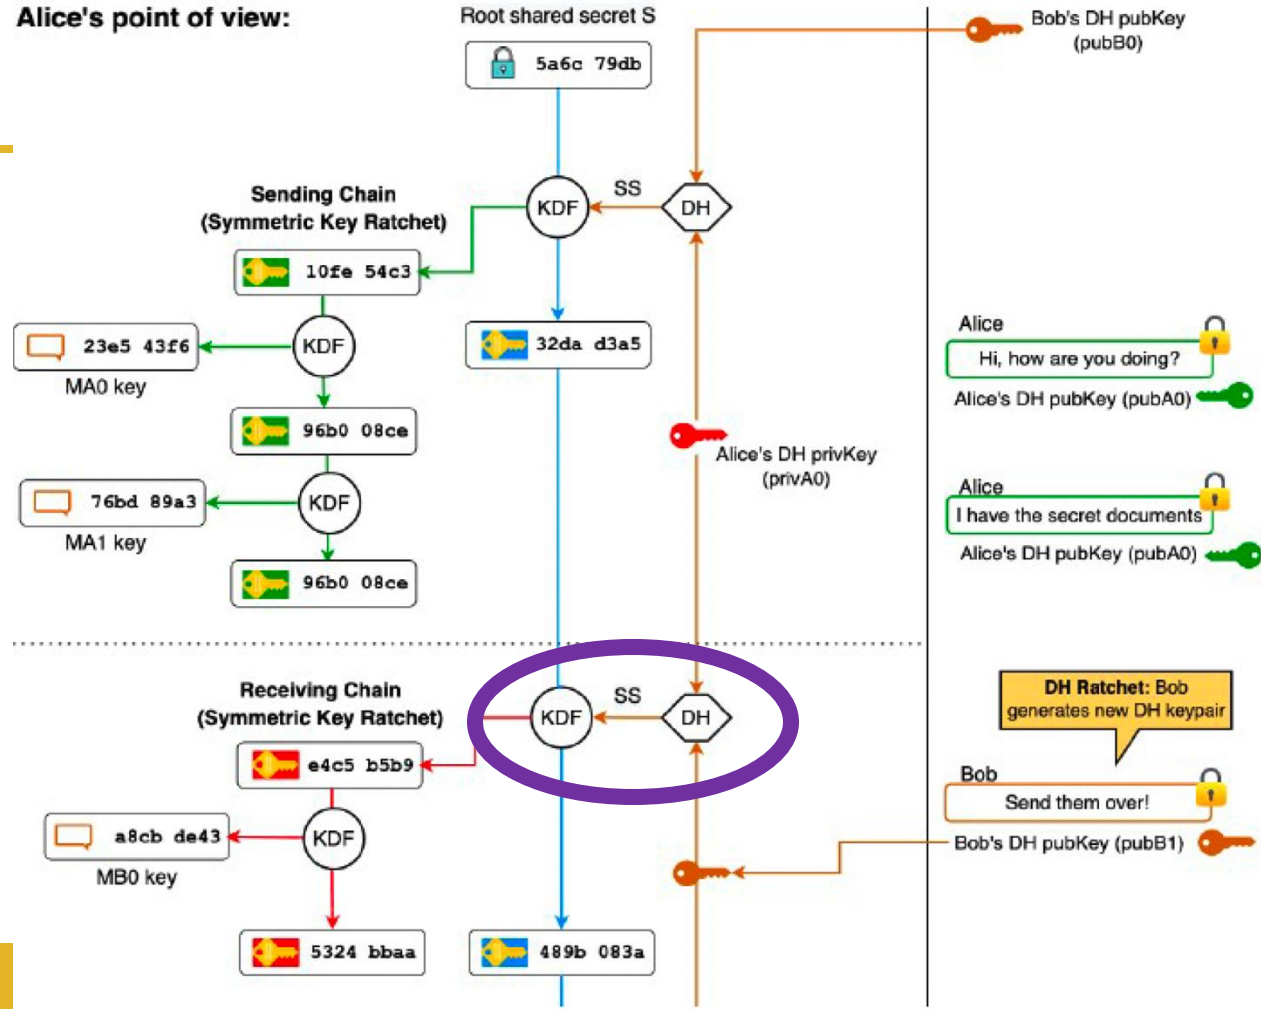 Alice's point of view:
Root shared secret S
5a6c 79db
Bob's DH pubKey
(pubB0)
Sending Chain
(Symmetric Key Ratchet)
KDF
SS
DH
10fe 54c3
KDF
23e5 43f6
MA0 key
32da d3a5
96b0 08ce
Alice's DH privKey
(privA0)
KDF
76bd 89a3
MA1 key
96b0 08ce
Alice
Hi, how are you doing?
Alice's DH pubKey (pubA0)
Alice
I have the secret documents
Alice's DH pubKey (pubA0)
Receiving Chain
(Symmetric Key Ratchet)
KDF
SS
DH
e4c5 b5b9
KDF
a8cb de43
MB0 key
5324 bbaa
489b 083a
DH Ratchet: Bob
generates new DH keypair
Bob
Send them over!
Bob's DH pubKey (pubB1)